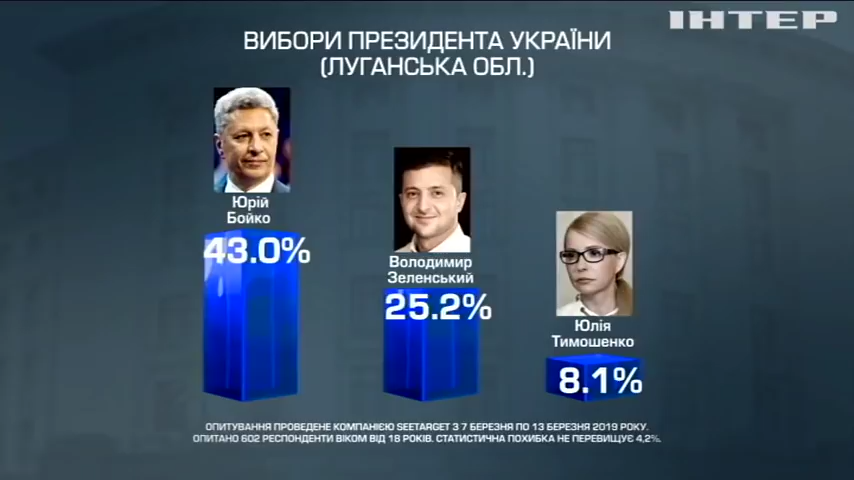 ІНТЕР
ВИБОРИ ПРЕЗИДЕНТА УКРАЇНИ
(ЛУГАНСЬКА ОБЛ.)
Юрій
Бойко
43.0%
Володимир
Зеленський
25.2%
Юлія
Тимошенко
8.1%
ОПИТУВАННЯ ПРОВЕДЕНЕ КОМПАНІЄЮ SEETARGET З 7 БЕРЕЗНЯ ПО 13 БЕРЕЗНЯ 2019 РОКУ.
ОПИТАНО 602 РЕСПОНДЕНТИ ВІКОМ ВІД 18 РОКІВ. СТАТИСТИЧНА ПОХИБКА НЕ ПЕРЕВИЩУЄ 4,2%.